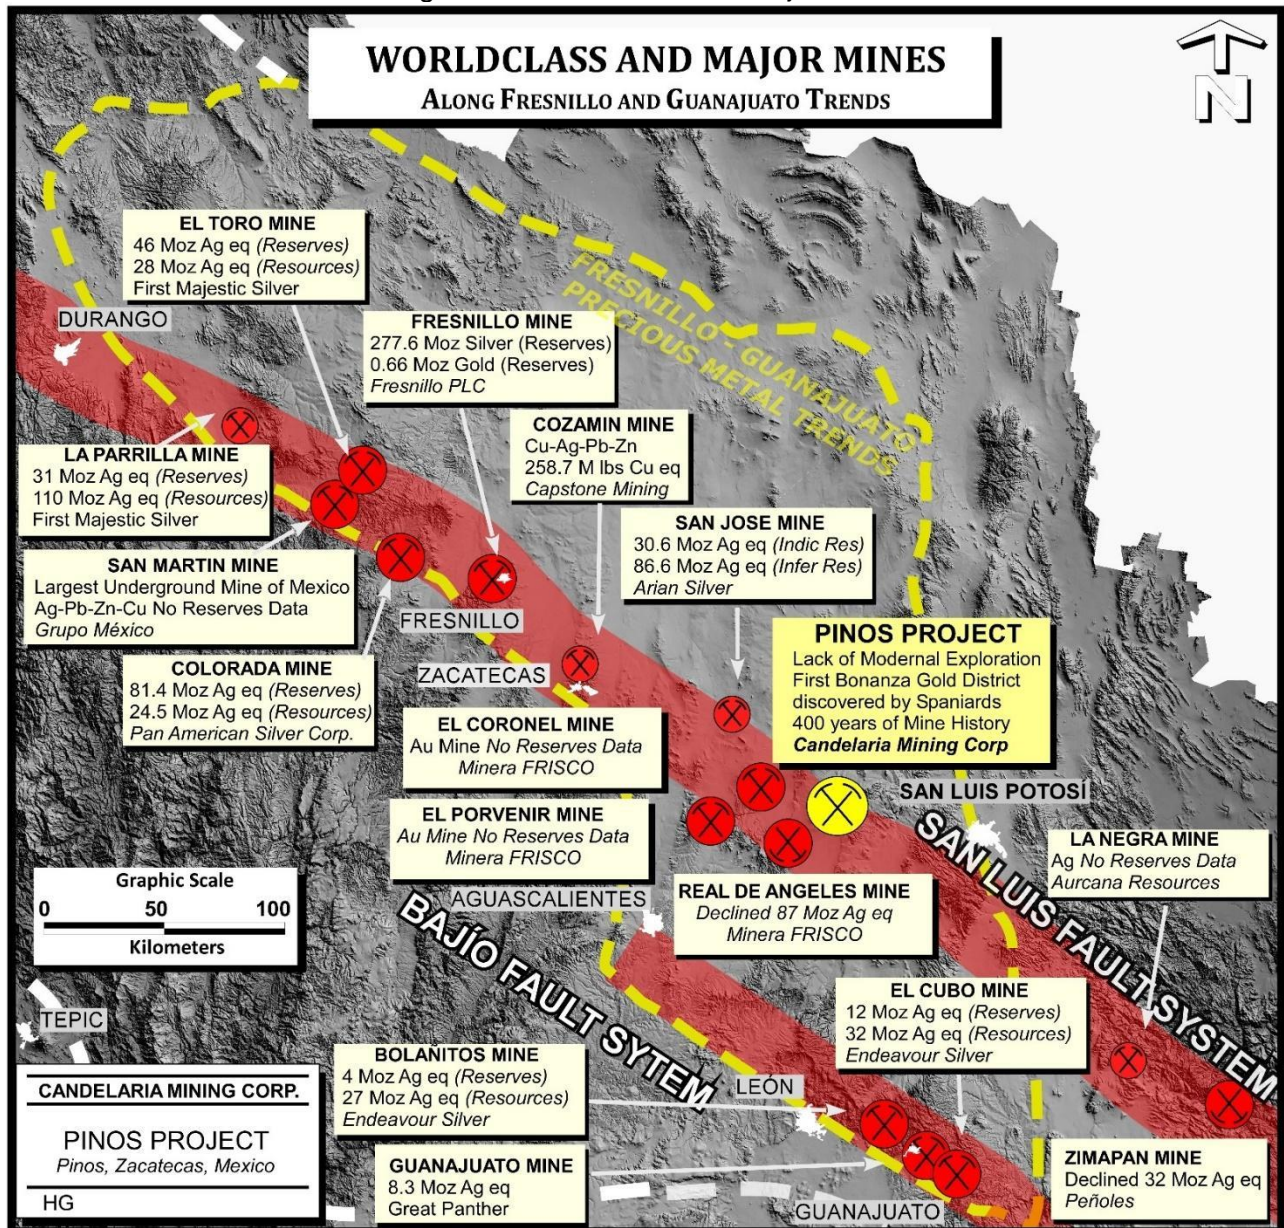 WORLDCLASS AND MAJOR MINES
ALONG FRESNILLO AND GUANAJUATO TRENDS
N
EL TORO MINE
46 Moz Ag eq (Reserves)
28 Moz Ag eq (Resources)
First Majestic Silver
FRESNILLO - GUANAJUATO
PRECIOUS METAL TRENDS
DURANGO
FRESNILLO MINE
277.6 Moz Silver (Reserves)
0.66 Moz Gold (Reserves)
Fresnillo PLC
COZAMIN MINE
Cu-Ag-Pb-Zn
258.7 M lbs Cu eq
Capstone Mining
LA PARRILLA MINE
31 Moz Ag eq (Reserves)
110 Moz Ag eq (Resources)
First Majestic Silver
SAN JOSE MINE
30.6 Moz Ag eq (Indic Res)
86.6 Moz Ag eq (Infer Res)
Arian Silver
SAN MARTIN MINE
Largest Underground Mine of Mexico
Ag-Pb-Zn-Cu No Reserves Data
Grupo México
FRESNILLO
PINOS PROJECT
Lack of Modernal Exploration
First Bonanza Gold District
discovered by Spaniards
400 years of Mine History
Candelaria Mining Corp
COLORADA MINE
81.4 Moz Ag eq (Reserves)
24.5 Moz Ag eq (Resources)
Pan American Silver Corp.
ZACATECAS
EL CORONEL MINE
Au Mine No Reserves Data
Minera FRISCO
SAN LUIS POTOSÍ
EL PORVENIR MINE
Au Mine No Reserves Data
Minera FRISCO
SAN LUIS FAULT SYSTEM
LA NEGRA MINE
Ag No Reserves Data
Aurcana Resources
Graphic Scale
0 50 100
Kilometers
AGUASCALIENTES
REAL DE ANGELES MINE
Declined 87 Moz Ag eq
Minera FRISCO
BAJÍO FAULT SYTEM
EL CUBO MINE
12 Moz Ag eq (Reserves)
32 Moz Ag eq (Resources)
Endeavour Silver
TEPIC
BOLAÑITOS MINE
4 Moz Ag eq (Reserves)
27 Moz Ag eq (Resources)
Endeavour Silver
LEÓN
CANDELARIA MINING CORP.
PINOS PROJECT
Pinos, Zacatecas, Mexico
HG
GUANAJUATO MINE
8.3 Moz Ag eq
Great Panther
GUANAJUATO
ZIMAPAN MINE
Declined 32 Moz Ag eq
Peñoles